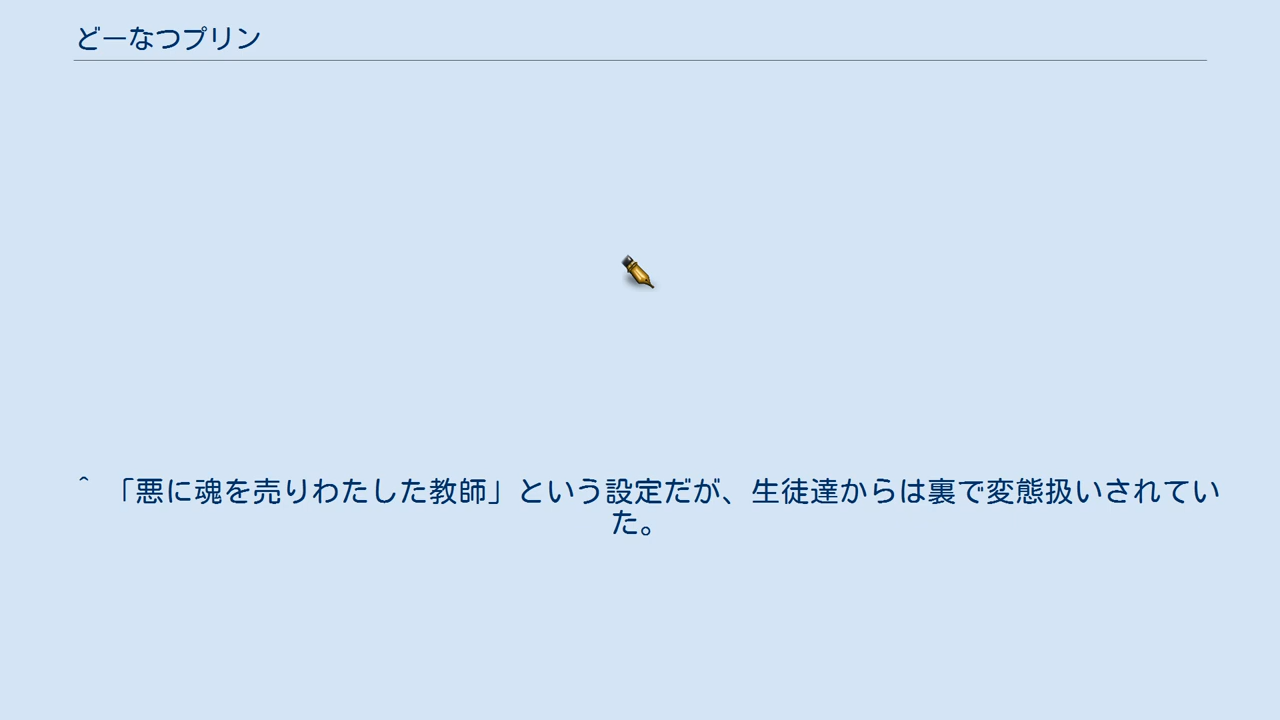 どーなつプリン
^ 「悪に魂を売りわたした教師」という設定だが、生徒達からは裏で変態扱いされてい
た。